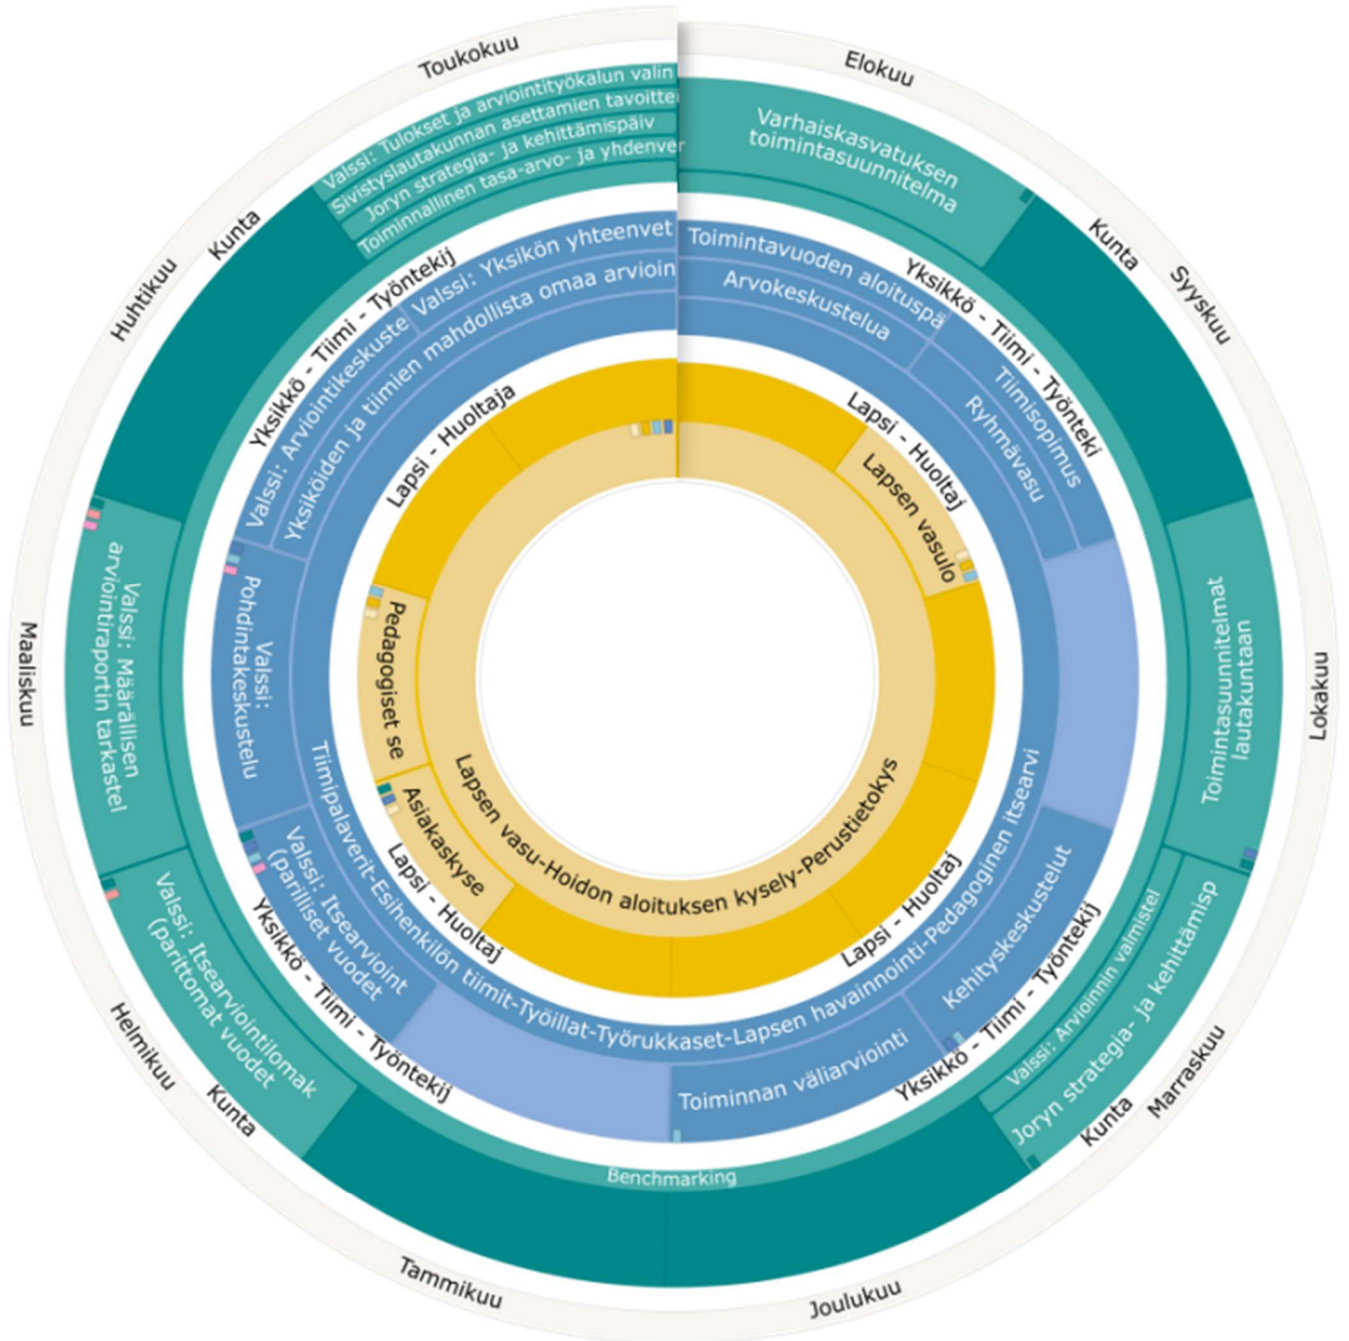 Toukokuu
Elokuu
Syyskuu
Lokakuu
Marraskuu
Joulukuu
Tammikuu
Helmikuu
Maaliskuu
Huhtikuu
Kunta
Kunta
Kunta
Kunta
Valssi: Tulokset ja arviointityökalun valin
Sivistyslautakunnan asettamien tavoittei
Joryn strategia- ja kehittämispäiv
Toiminnallinen tasa-arvo- ja yhdenver
Varhaiskasvatuksen
toimintasuunnitelma
Toimintasuunnitelmat
lautakuntaan
Valssi: Arvioinnin valmistel
Joryn strategia- ja kehittämisp
Benchmarking
Valssi: Itsearviointilomak
(parittomat vuodet
Valssi: Määrällisen
arviointiraportin tarkastel
Yksikkö - Tiimi - Työntekij
Yksikkö - Tiimi - Työnteki
Yksikkö - Tiimi - Työntekij
Yksikkö - Tiimi - Työntekij
Valssi: Yksikön yhteenvet
Valssi: Arviointikeskuste
Yksiköiden ja tiimien mahdollista omaa arvioin
Toimintavuoden aloituspä
Arvokeskustelua
Tiimisopimus
Ryhmävasu
Kehityskeskustelut
Toiminnan väliarviointi
Valssi: Itsearvioint
(parilliset vuodet
Valssi:
Pohdintakeskustelu
Tiimipalaverit-Esihenkilön tiimit-Työillat-Työrukkaset-Lapsen havainnointi-Pedagoginen itsearvi
Lapsi - Huoltaja
Lapsi - Huoltaj
Lapsi - Huoltaj
Lapsi - Huoltaj
Lapsen vasulo
Pedagogiset se
Asiakaskyse
Lapsen vasu-Hoidon aloituksen kysely-Perustietokys